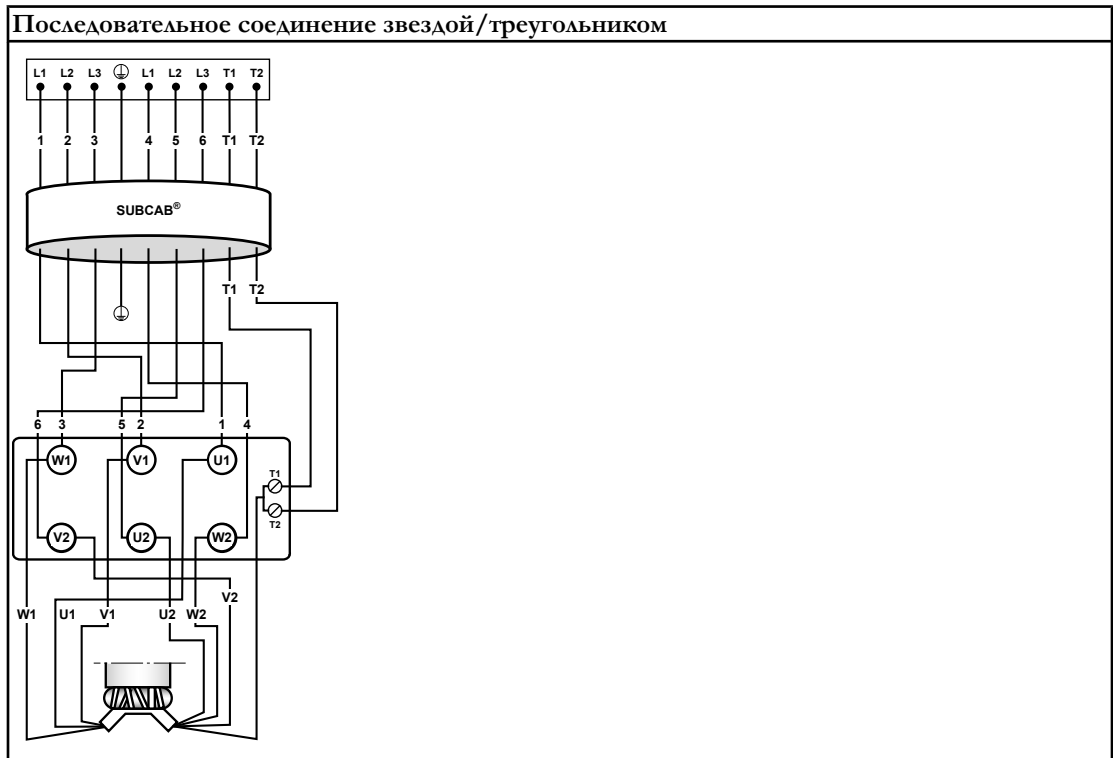 Последовательное соединение звездой/треугольником
L1 L2 L3 L1 L2 L3 T1 T2
1 2 3 4 5 6 T1 T2
SUBCAB®
T1 T2
6 3 5 2 1 4
W1 V1 U1
T1
V2 U2 W2
T2
V2
W1 U1 V1 U2 W2